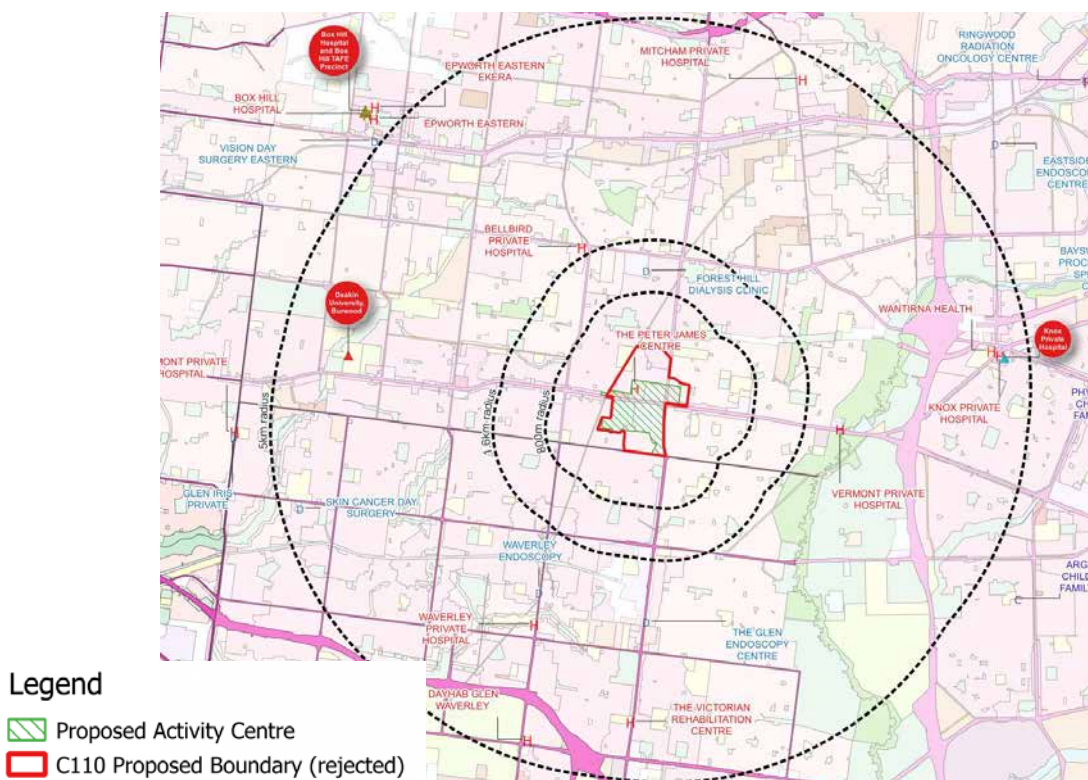 Box Hill
Hospital
and Box
Hill TAFE
Precinct
EPWORTH EASTERN
EKERA
MITCHAM PRIVATE
HOSPITAL
RINGWOOD
RADIATION
ONCOLOGY CENTRE
BOX HILL
HOSPITAL
H
H
H
EPWORTH EASTERN
VISION DAY
SURGERY EASTERN
D
D
EASTSIDE
ENDOSCOPY
CENTRE
BELLBIRD
PRIVATE
HOSPITAL
H
D
FOREST HILL
DIALYSIS CLINIC
Deakin
University,
Burwood
WANTIRNA HEALTH
Knox
Private
Hospital
THE PETER JAMES
CENTRE
H
H
H
MONT PRIVATE
HOSPITAL
H
5km radius
800m radius
KNOX PRIVATE
HOSPITAL
H
VERMONT PRIVATE
HOSPITAL
GLEN IRIS
PRIVATE
D
SKIN CANCER DAY
SURGERY
WAVERLEY
ENDOSCOPY
D
C
WAVERLEY
PRIVATE
HOSPITAL
H
D
THE GLEN
ENDOSCOPY
CENTRE
DAYHAB GLEN
WAVERLEY
H
H
THE VICTORIAN
REHABILITATION CENTRE
Legend
Proposed Activity Centre
C110 Proposed Boundary (rejected)